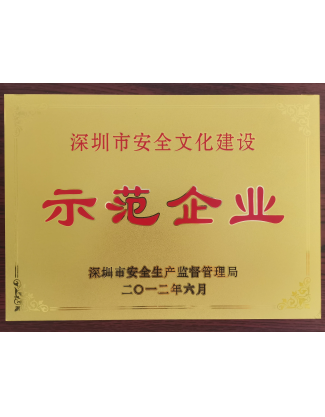 深圳市安全文化建设
示范企业
深圳市安全生产监督管理局
二〇一二年六月